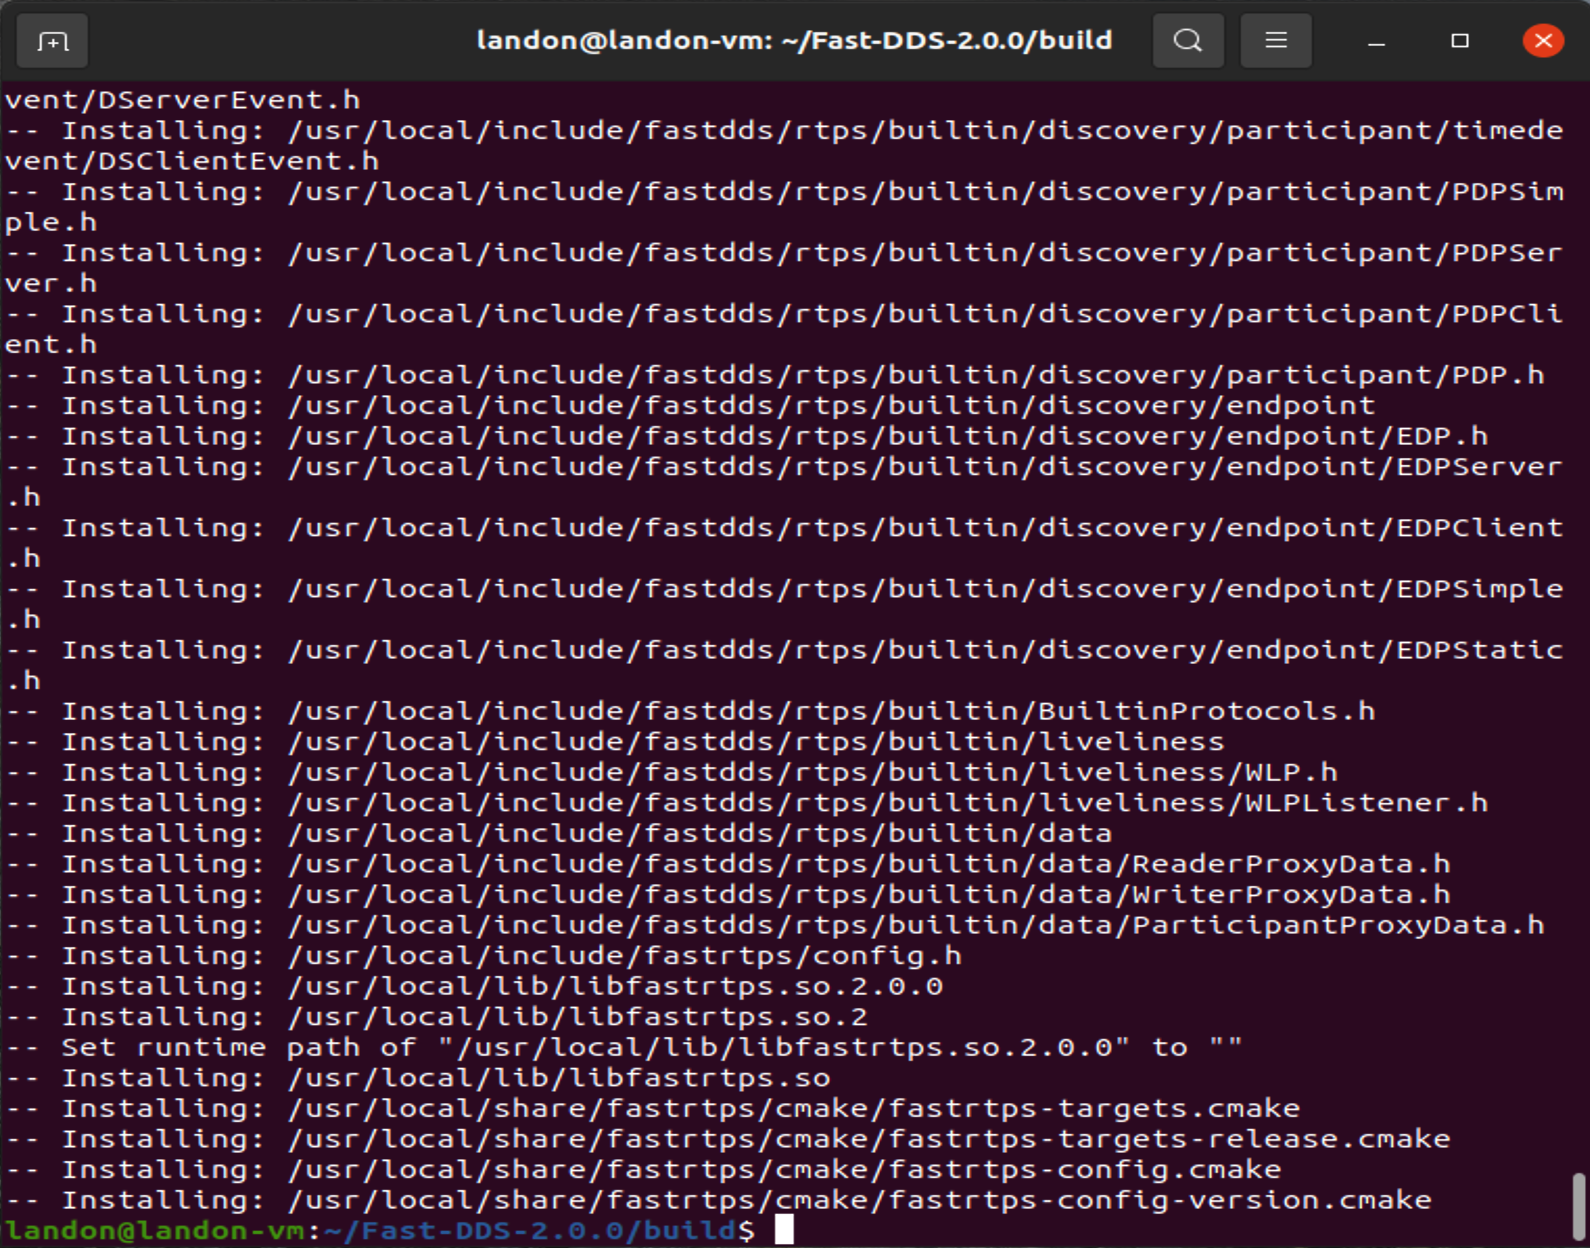 landon@landon-vm: ~/Fast-DDS-2.0.0/build
vent/DServerEvent.h
-- Installing: /usr/local/include/fastdds/rtps/builtin/discovery/participant/timede
vent/DSClientEvent.h
-- Installing: /usr/local/include/fastdds/rtps/builtin/discovery/participant/PDPSim
ple.h
-- Installing: /usr/local/include/fastdds/rtps/builtin/discovery/participant/PDPSer
ver.h
-- Installing: /usr/local/include/fastdds/rtps/builtin/discovery/participant/PDPCli
ent.h
-- Installing: /usr/local/include/fastdds/rtps/builtin/discovery/participant/PDP.h
-- Installing: /usr/local/include/fastdds/rtps/builtin/discovery/endpoint
-- Installing: /usr/local/include/fastdds/rtps/builtin/discovery/endpoint/EDP.h
-- Installing: /usr/local/include/fastdds/rtps/builtin/discovery/endpoint/EDPServer
.h
-- Installing: /usr/local/include/fastdds/rtps/builtin/discovery/endpoint/EDPClient
.h
-- Installing: /usr/local/include/fastdds/rtps/builtin/discovery/endpoint/EDPSimple
.h
-- Installing: /usr/local/include/fastdds/rtps/builtin/discovery/endpoint/EDPStatic
.h
-- Installing: /usr/local/include/fastdds/rtps/builtin/BuiltinProtocols.h
-- Installing: /usr/local/include/fastdds/rtps/builtin/liveliness
-- Installing: /usr/local/include/fastdds/rtps/builtin/liveliness/WLP.h
-- Installing: /usr/local/include/fastdds/rtps/builtin/liveliness/WLPListener.h
-- Installing: /usr/local/include/fastdds/rtps/builtin/data
-- Installing: /usr/local/include/fastdds/rtps/builtin/data/ReaderProxyData.h
-- Installing: /usr/local/include/fastdds/rtps/builtin/data/WriterProxyData.h
-- Installing: /usr/local/include/fastdds/rtps/builtin/data/ParticipantProxyData.h
-- Installing: /usr/local/include/fastrtps/config.h
-- Installing: /usr/local/lib/libfastrtps.so.2.0.0
-- Installing: /usr/local/lib/libfastrtps.so.2
-- Set runtime path of "/usr/local/lib/libfastrtps.so.2.0.0" to ""
-- Installing: /usr/local/lib/libfastrtps.so
-- Installing: /usr/local/share/fastrtps/cmake/fastrtps-targets.cmake
-- Installing: /usr/local/share/fastrtps/cmake/fastrtps-targets-release.cmake
-- Installing: /usr/local/share/fastrtps/cmake/fastrtps-config.cmake
-- Installing: /usr/local/share/fastrtps/cmake/fastrtps-config-version.cmake
landon@landon-vm:~/Fast-DDS-2.0.0/build$